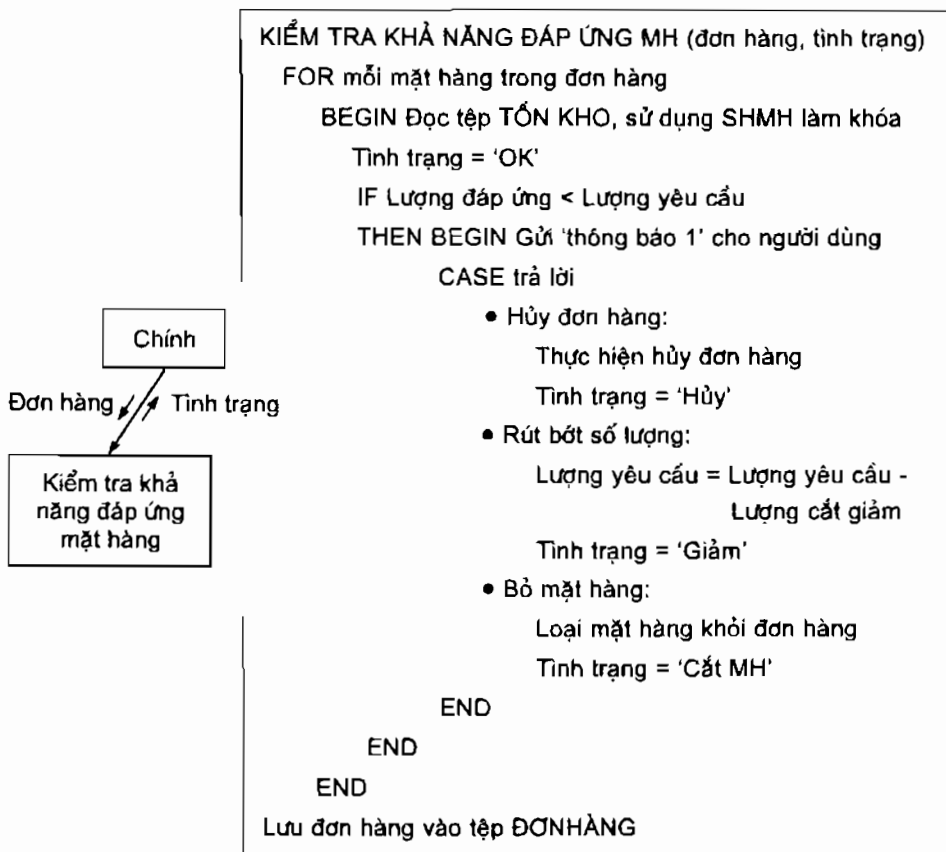 KIỂM TRA KHẢ NĂNG ĐÁP ỨNG MH (đơn hàng, tình trạng)
FOR mỗi mặt hàng trong đơn hàng
BEGIN Đọc tệp TỒN KHO, sử dụng SHMH làm khóa
Tình trạng = 'OK'
IF Lượng đáp ứng < Lượng yêu cầu
THEN BEGIN Gửi 'thông báo 1' cho người dùng
CASE trả lời
• Hủy đơn hàng:
Thực hiện hủy đơn hàng
Tình trạng = 'Hủy'
• Rút bớt số lượng:
Lượng yêu cấu = Lượng yêu cầu -
Lượng cắt giảm
Tình trạng = 'Giảm'
• Bỏ mặt hàng:
Loại mặt hàng khỏi đơn hàng
Tình trạng = 'Cắt MH'
END
END
END
Lưu đơn hàng vào tệp ĐƠNHÀNG
Chính
Đơn hàng
Tình trạng
Kiểm tra khả
năng đáp ứng
mặt hàng